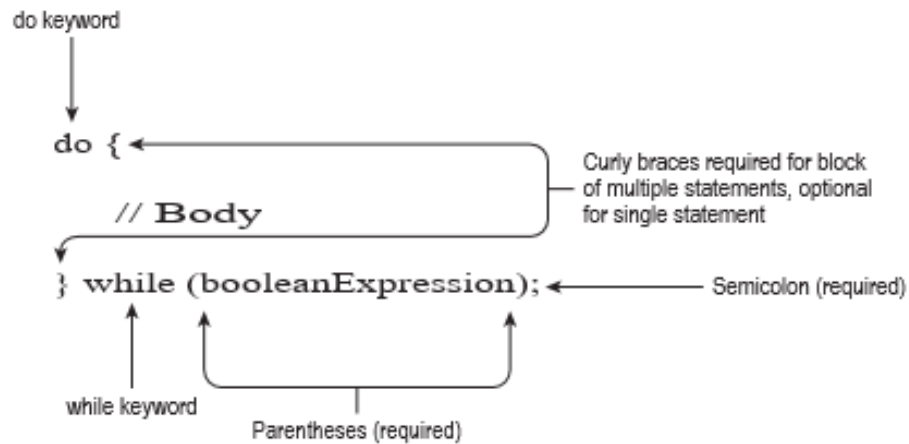 do keyword
do {
Curly braces required for block
of multiple statements, optional
for single statement
// Body
} while (booleanExpression);
Semicolon (required)
while keyword
Parentheses (required)